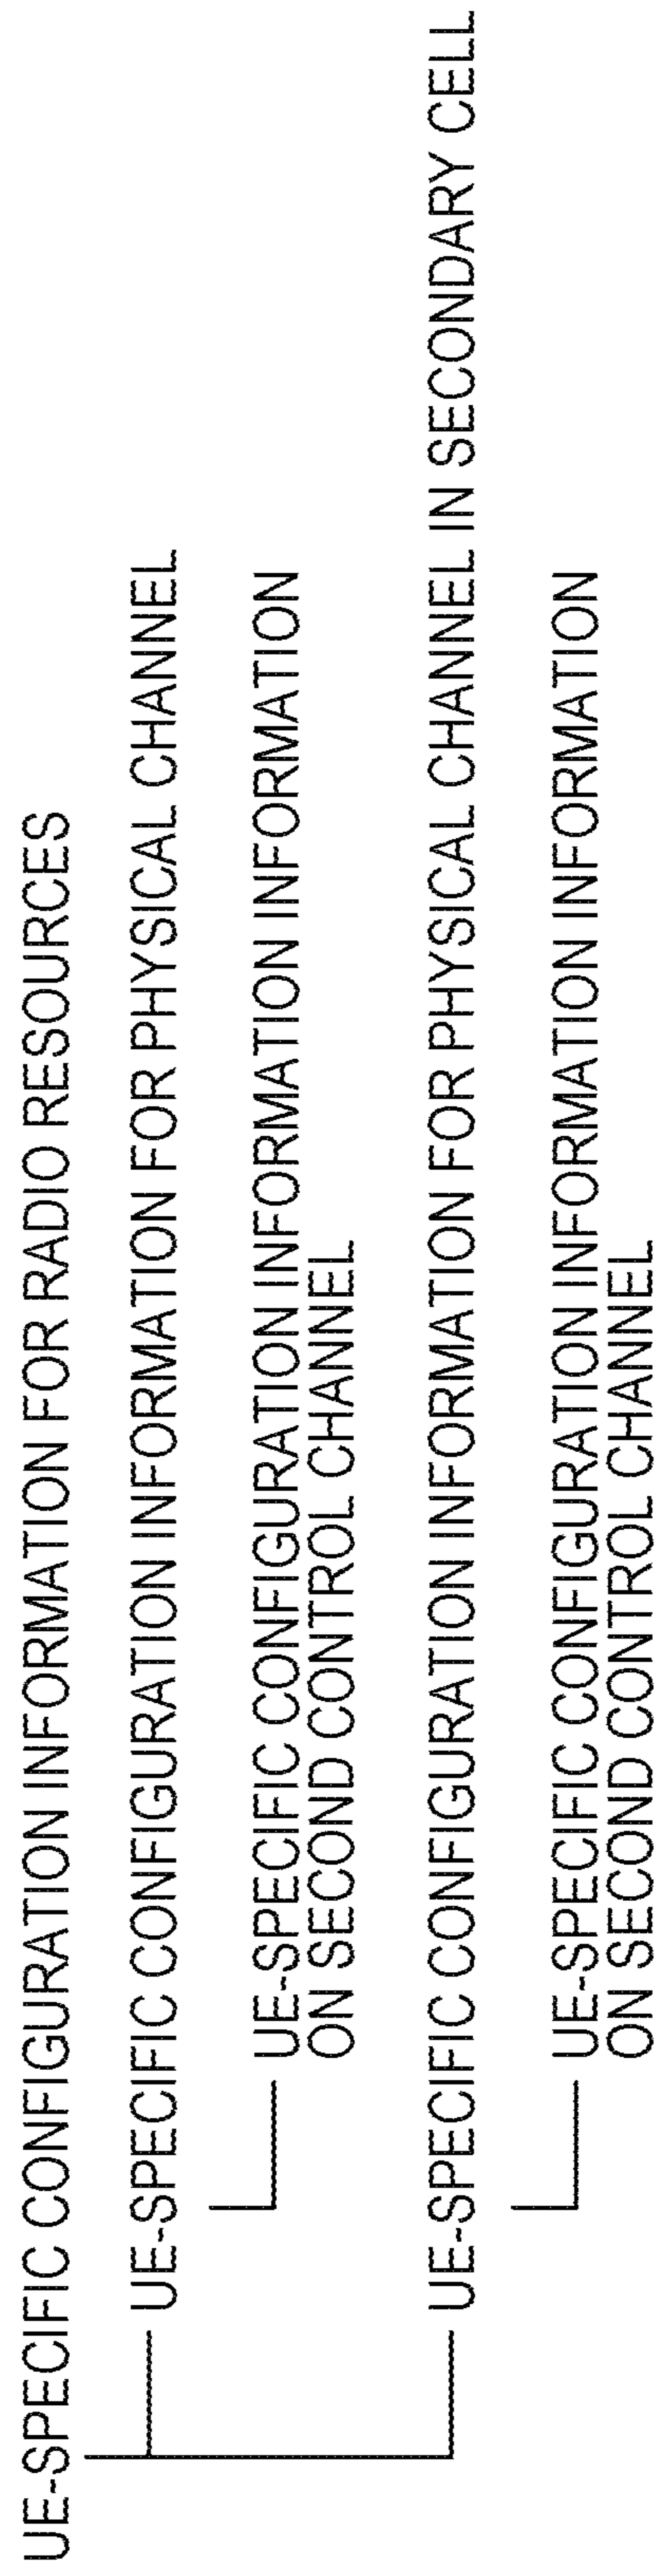 UE-SPECIFIC CONFIGURATION INFORMATION FOR RADIO RESOURCES
UE-SPECIFIC CONFIGURATION INFORMATION FOR PHYSICAL CHANNEL
UE-SPECIFIC CONFIGURATION INFORMATION INFORMATION
ON SECOND CONTROL CHANNEL
UE-SPECIFIC CONFIGURATION INFORMATION FOR PHYSICAL CHANNEL IN SECONDARY CELL
UE-SPECIFIC CONFIGURATION INFORMATION INFORMATION
ON SECOND CONTROL CHANNEL